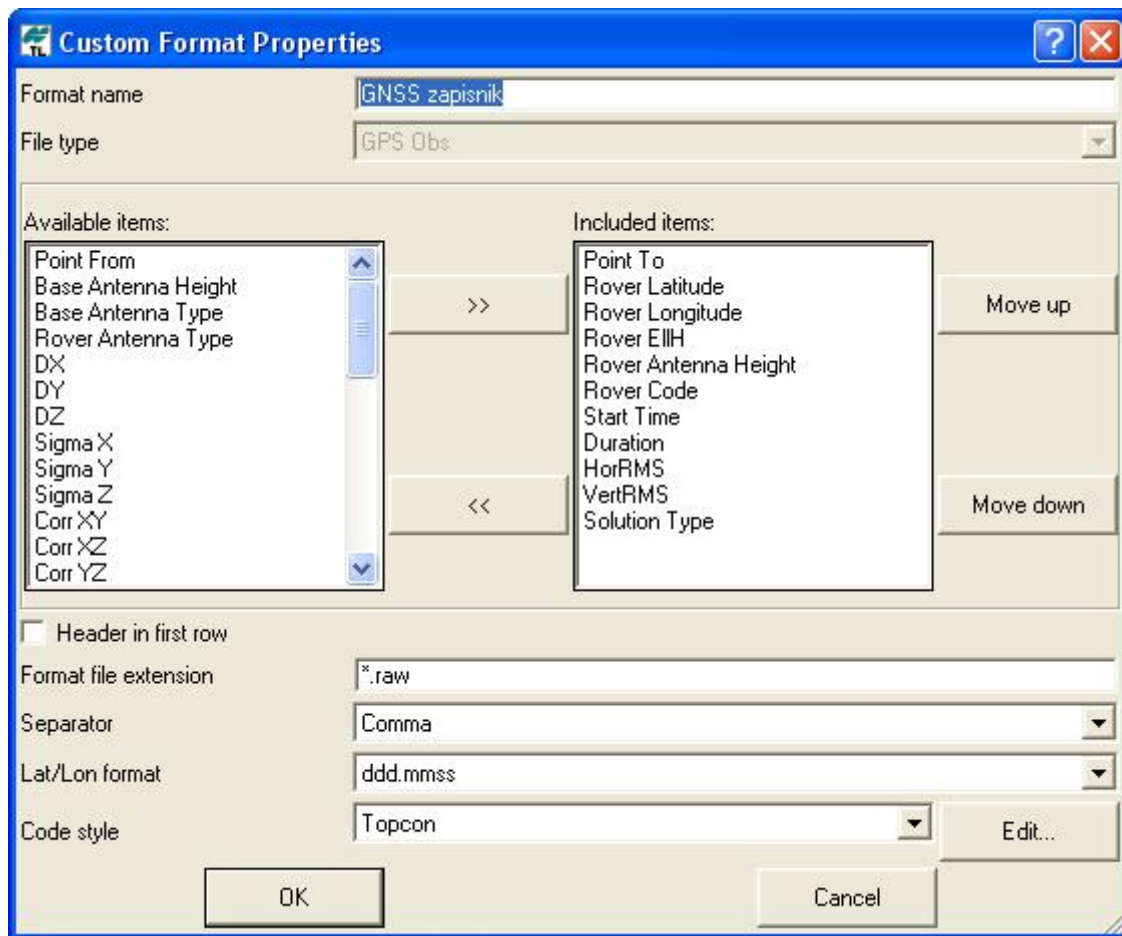 TL Custom Format Properties ?
Format name GNSS zapisnik
File type GPS Obs
Available items:
Point From
Base Antenna Height
Base Antenna Type
Rover Antenna Type
DX
DY
DZ
Sigma X
Sigma Y
Sigma Z
Corr XY
Corr XZ
Corr YZ
>>
<<
Included items:
Point To
Rover Latitude
Rover Longitude
Rover EllH
Rover Antenna Height
Rover Code
Start Time
Duration
HorRMS
VertRMS
Solution Type
Move up
Move down
Header in first row
Format file extension *.raw
Separator Comma
Lat/Lon format ddd.mmss
Code style Topcon Edit...
OK Cancel